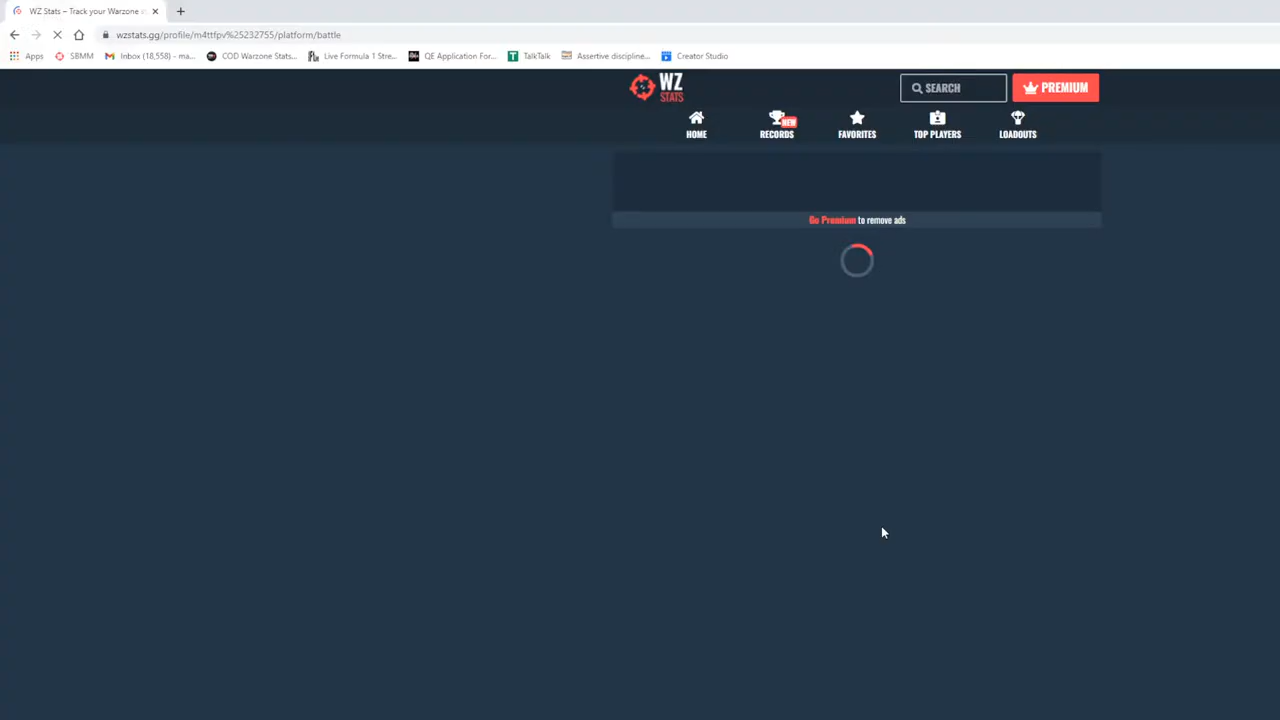 WZ Stats – Track your Warzone
wzstats.gg/profile/m4ttfpv%25232755/platform/battle
Apps SBMM Inbox (18,558) – ma... COD Warzone Stats... Live Formula 1 Stre... QE Application For... TalkTalk Assertive discipline... Creator Studio
WZ STATS SEARCH PREMIUM
NEW
HOME RECORDS FAVORITES TOP PLAYERS LOADOUTS
Go Premium to remove ads